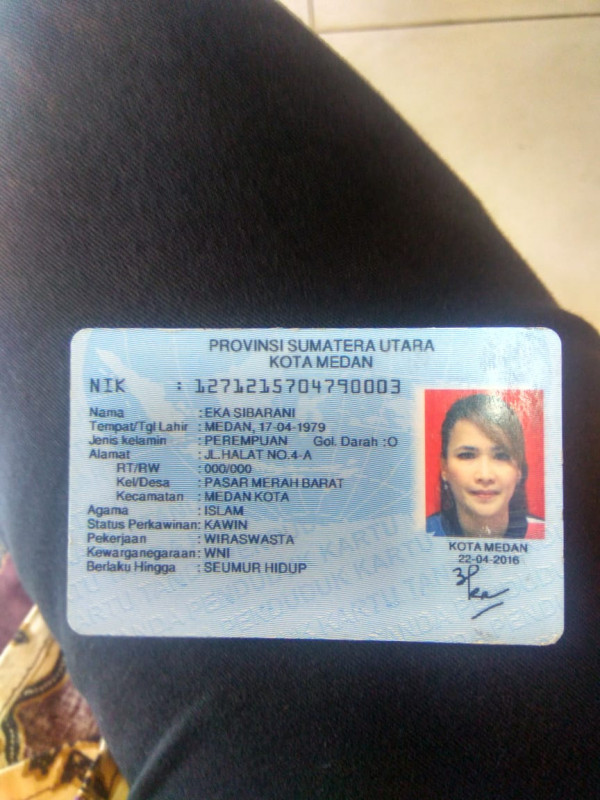 PROVINSI SUMATERA UTARA
KOTA MEDAN
NIK : 1271215704790003
Nama : EKA SIBARANI
Tempat/Tgl Lahir : MEDAN, 17-04-1979
Jenis kelamin : PEREMPUAN Gol. Darah :O
Alamat : JL.HALAT NO.4-A
RT/RW : 000/000
Kel/Desa : PASAR MERAH BARAT
Kecamatan : MEDAN KOTA
Agama : ISLAM
Status Perkawinan: KAWIN
Pekerjaan : WIRASWASTA
Kewarganegaraan: WNI
Berlaku Hingga : SEUMUR HIDUP
KOTA MEDAN
22-04-2016